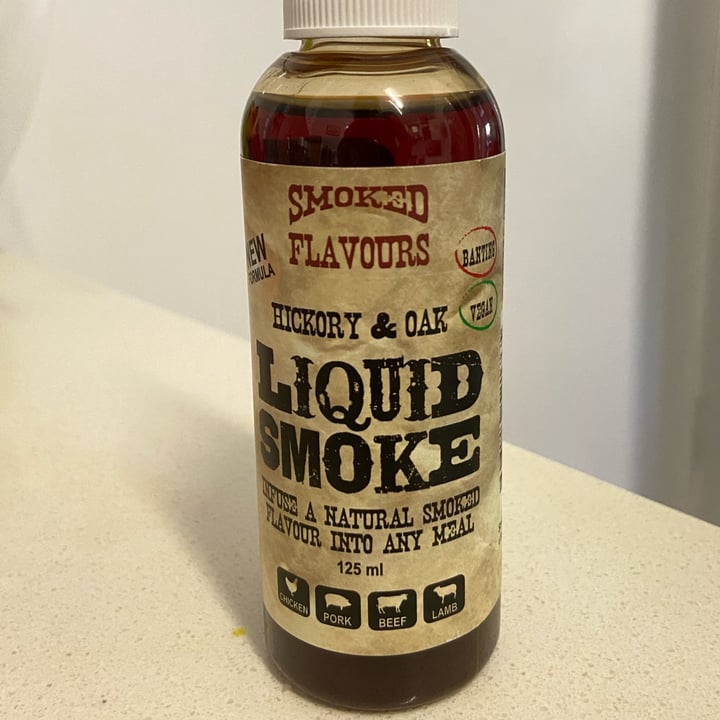 SMOKED
FLAVOURS
NEW
FORMULA
BANTING
VEGAN
HICKORY & OAK
LIQUID
SMOKE
INFUSE A NATURAL SMOKED
FLAVOUR INTO ANY MEAL
125 ml
CHICKEN
PORK
BEEF
LAMB